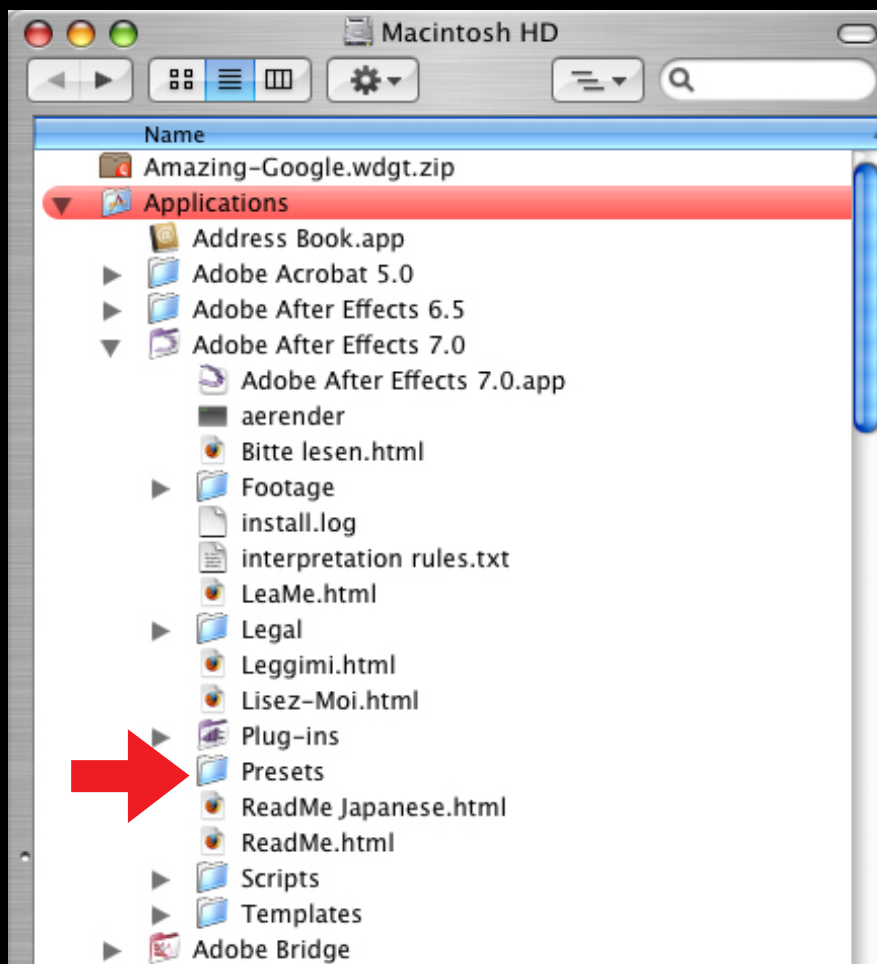 Macintosh HD
Name
Amazing-Google.wdgt.zip
Applications
Address Book.app
Adobe Acrobat 5.0
Adobe After Effects 6.5
Adobe After Effects 7.0
Adobe After Effects 7.0.app
aerender
Bitte lesen.html
Footage
install.log
interpretation rules.txt
LeaMe.html
Legal
Leggimi.html
Lisez-Moi.html
Plug-ins
Presets
ReadMe Japanese.html
ReadMe.html
Scripts
Templates
Adobe Bridge